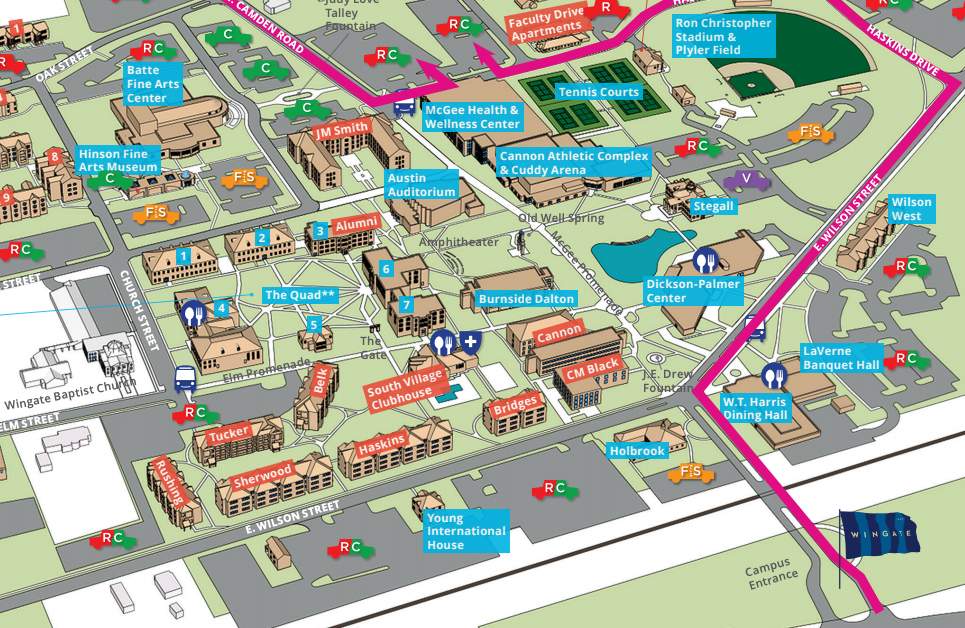 Judy Love
Talley
Fountain
CAMDEN ROAD
Faculty Drive
Apartments
R
R C
Ron Christopher
Stadium &
Plyler Field
HASKINS DRIVE
1
R
OAK STREET
R C
C
R C
C
Batte
Fine Arts
Center
C
JM Smith
McGee Health &
Wellness Center
Tennis Courts
F S
R C
8
9
Hinson Fine
Arts Museum
C
F S
F S
Austin
Auditorium
Cannon Athletic Complex
& Cuddy Arena
V
Stegall
Wilson
West
E. WILSON STREET
Old Well Spring
McGee Promenade
Amphitheater
3
Alumni
2
1
R C
STREET
CHURCH STREET
6
7
The Quad**
4
5
The
Gate
Burnside Dalton
Dickson-Palmer
Center
R C
Cannon
CM Black
J.E. Drew
Fountain
LaVerne
Banquet Hall
R C
W.T. Harris
Dining Hall
Elm Promenade
Wingate Baptist Church
ELM STREET
R C
Belk
South Village
Clubhouse
Bridges
Tucker
Haskins
Sherwood
Rushing
Holbrook
F S
E. WILSON STREET
R C
Young
International
House
R C
R C
WINGATE
Campus
Entrance